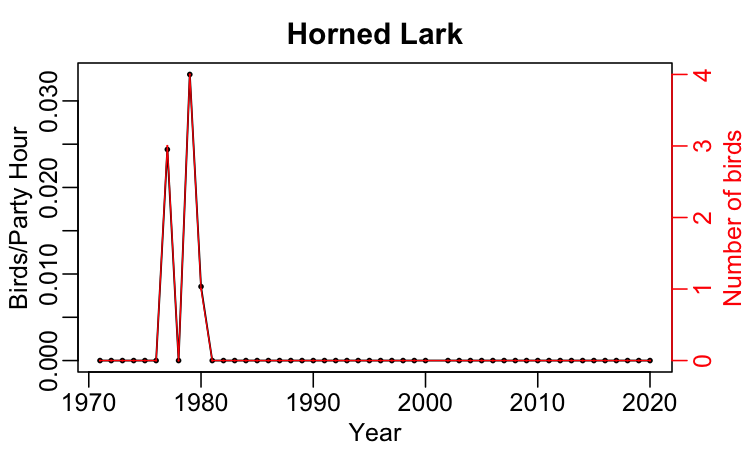 Horned Lark
Birds/Party Hour
0.000 0.010 0.020 0.030
Number of birds
0 1 2 3 4
1970 1980 1990 2000 2010 2020
Year